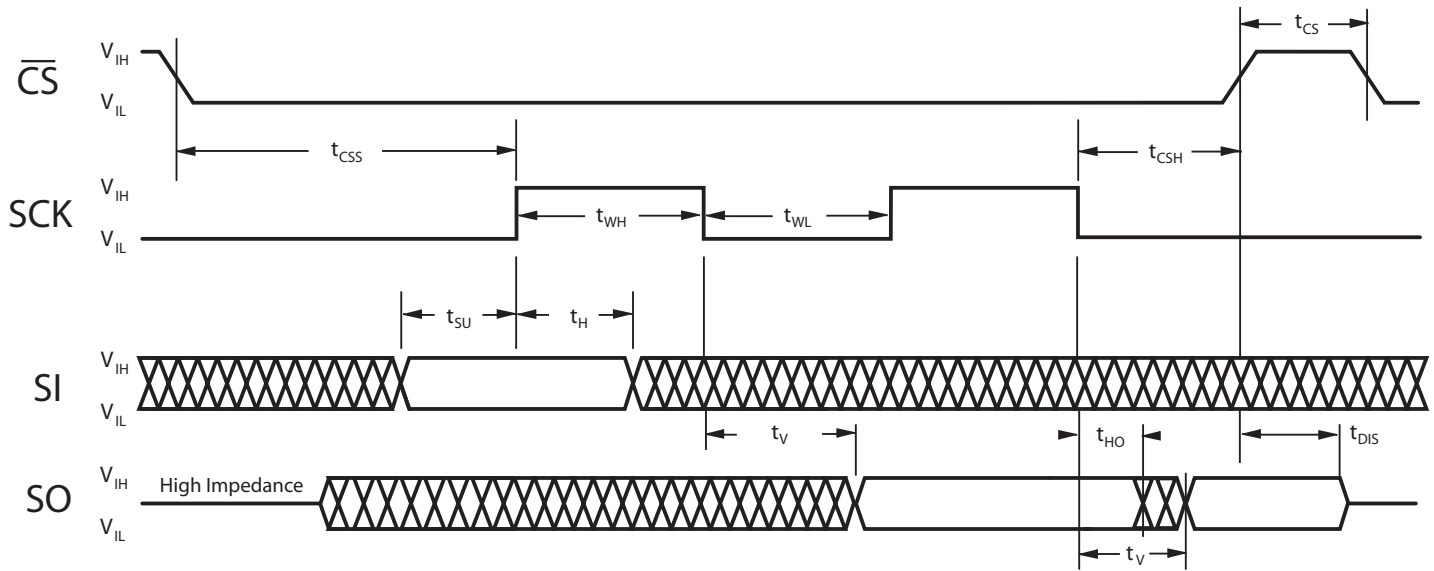 t_CS
V_IH
CS
V_IL
t_CSS
t_CSH
V_IH
SCK
t_WH
t_WL
V_IL
t_SU
t_H
V_IH
SI
V_IL
t_V
t_HO
t_DIS
V_IH
High Impedance
SO
V_IL
t_V